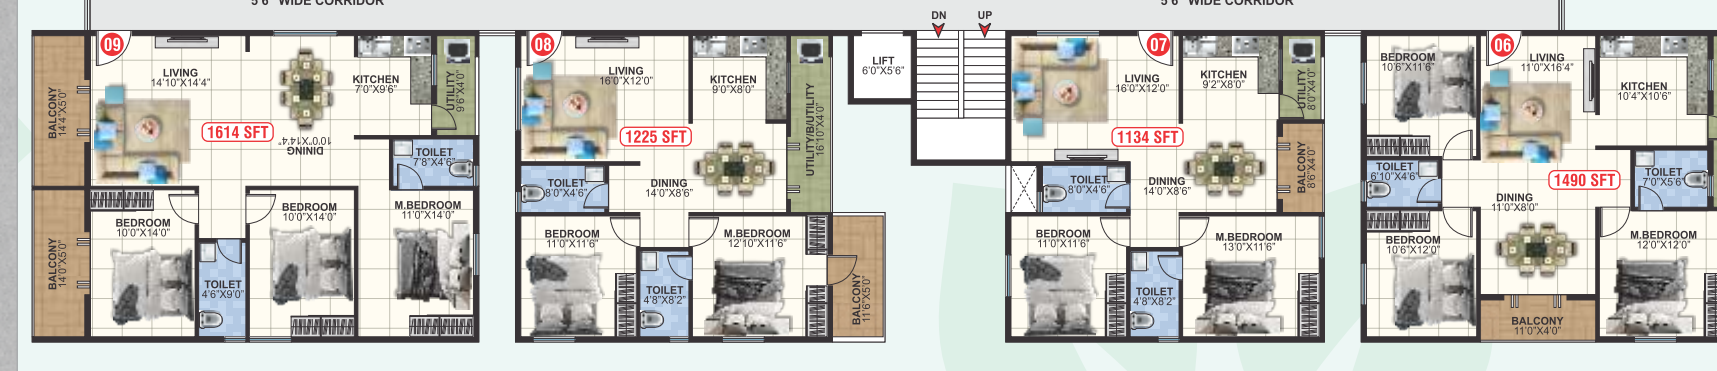 5'6" WIDE CORRIDOR
5'6" WIDE CORRIDOR
DN
UP
09
LIVING
14'10"X14'4"
KITCHEN
7'0"X9'6"
UTILITY
9'6"X4'0"
BALCONY
14'4"X5'0"
1614 SFT
DINING
10'0"X14'4"
TOILET
7'8"X4'6"
BEDROOM
10'0"X14'0"
BEDROOM
10'0"X14'0"
M.BEDROOM
11'0"X14'0"
BALCONY
14'0"X5'0"
TOILET
4'6"X9'0"
08
LIVING
16'0"X12'0"
KITCHEN
9'0"X8'0"
UTILITY/B/UTILITY
16'10"X4'0"
1225 SFT
TOILET
8'0"X4'6"
DINING
14'0"X8'6"
BEDROOM
11'0"X11'6"
M.BEDROOM
12'10"X11'6"
TOILET
4'8"X8'2"
BALCONY
11'6"X5'0"
LIFT
6'0"X5'6"
07
LIVING
16'0"X12'0"
KITCHEN
9'2"X8'0"
UTILITY
8'0"X4'0"
1134 SFT
BALCONY
8'6"X4'0"
TOILET
8'0"X4'6"
DINING
14'0"X8'6"
BEDROOM
11'0"X11'6"
M.BEDROOM
13'0"X11'6"
TOILET
4'8"X8'2"
06
BEDROOM
10'6"X11'6"
LIVING
11'0"X16'4"
KITCHEN
10'4"X10'6"
TOILET
6'10"X4'6"
1490 SFT
TOILET
7'0"X5'6"
DINING
11'0"X8'0"
BEDROOM
10'6"X12'0"
M.BEDROOM
12'0"X12'0"
BALCONY
11'0"X4'0"